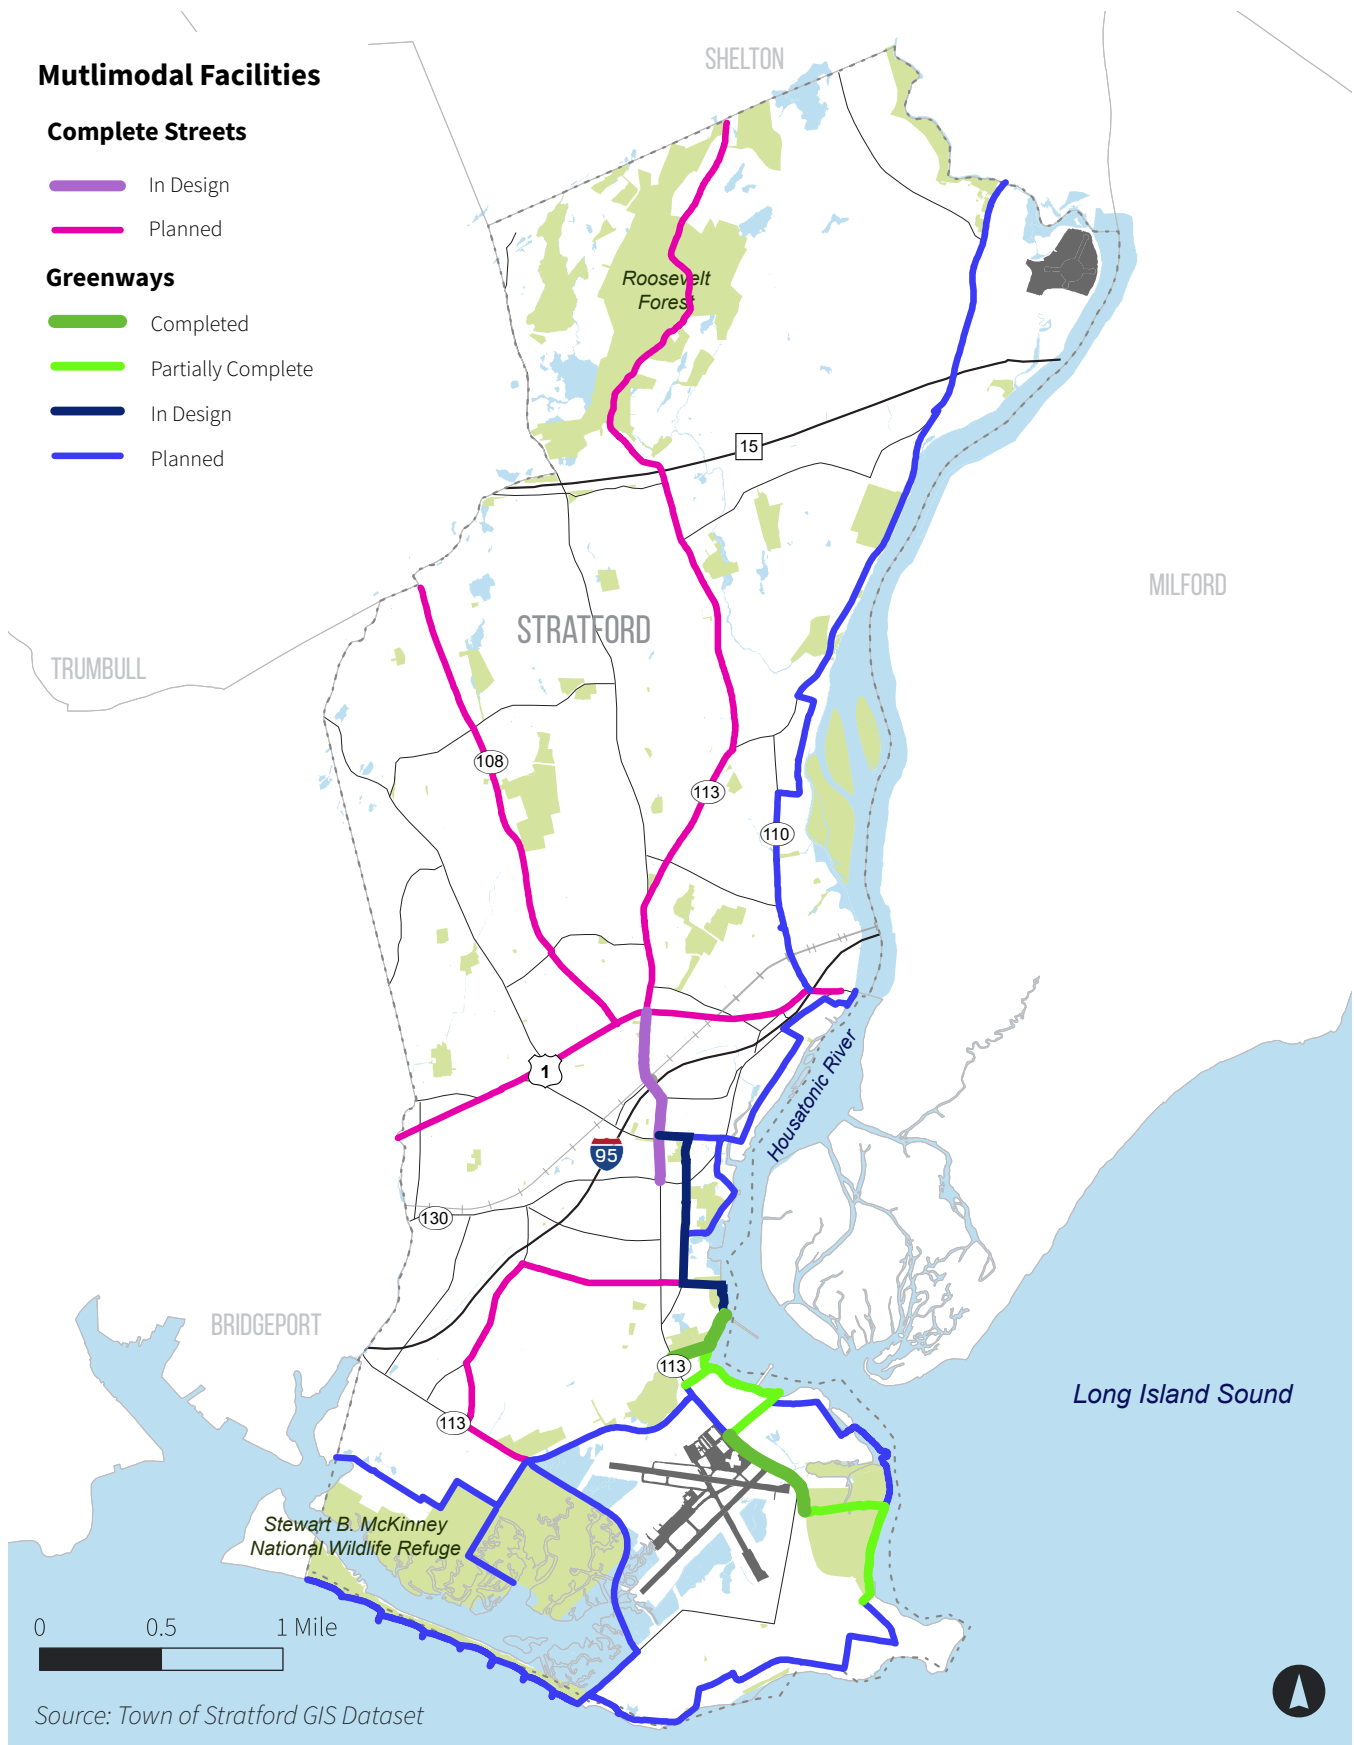 Mutlimodal Facilities
Complete Streets
In Design
Planned
Greenways
Completed
Partially Complete
In Design
Planned
SHELTON
Roosevelt
Forest
15
STRATFORD
MILFORD
TRUMBULL
108
113
110
1
95
Housatonic River
130
BRIDGEPORT
113
113
Long Island Sound
Stewart B. McKinney
National Wildlife Refuge
0 0.5 1 Mile
Source: Town of Stratford GIS Dataset